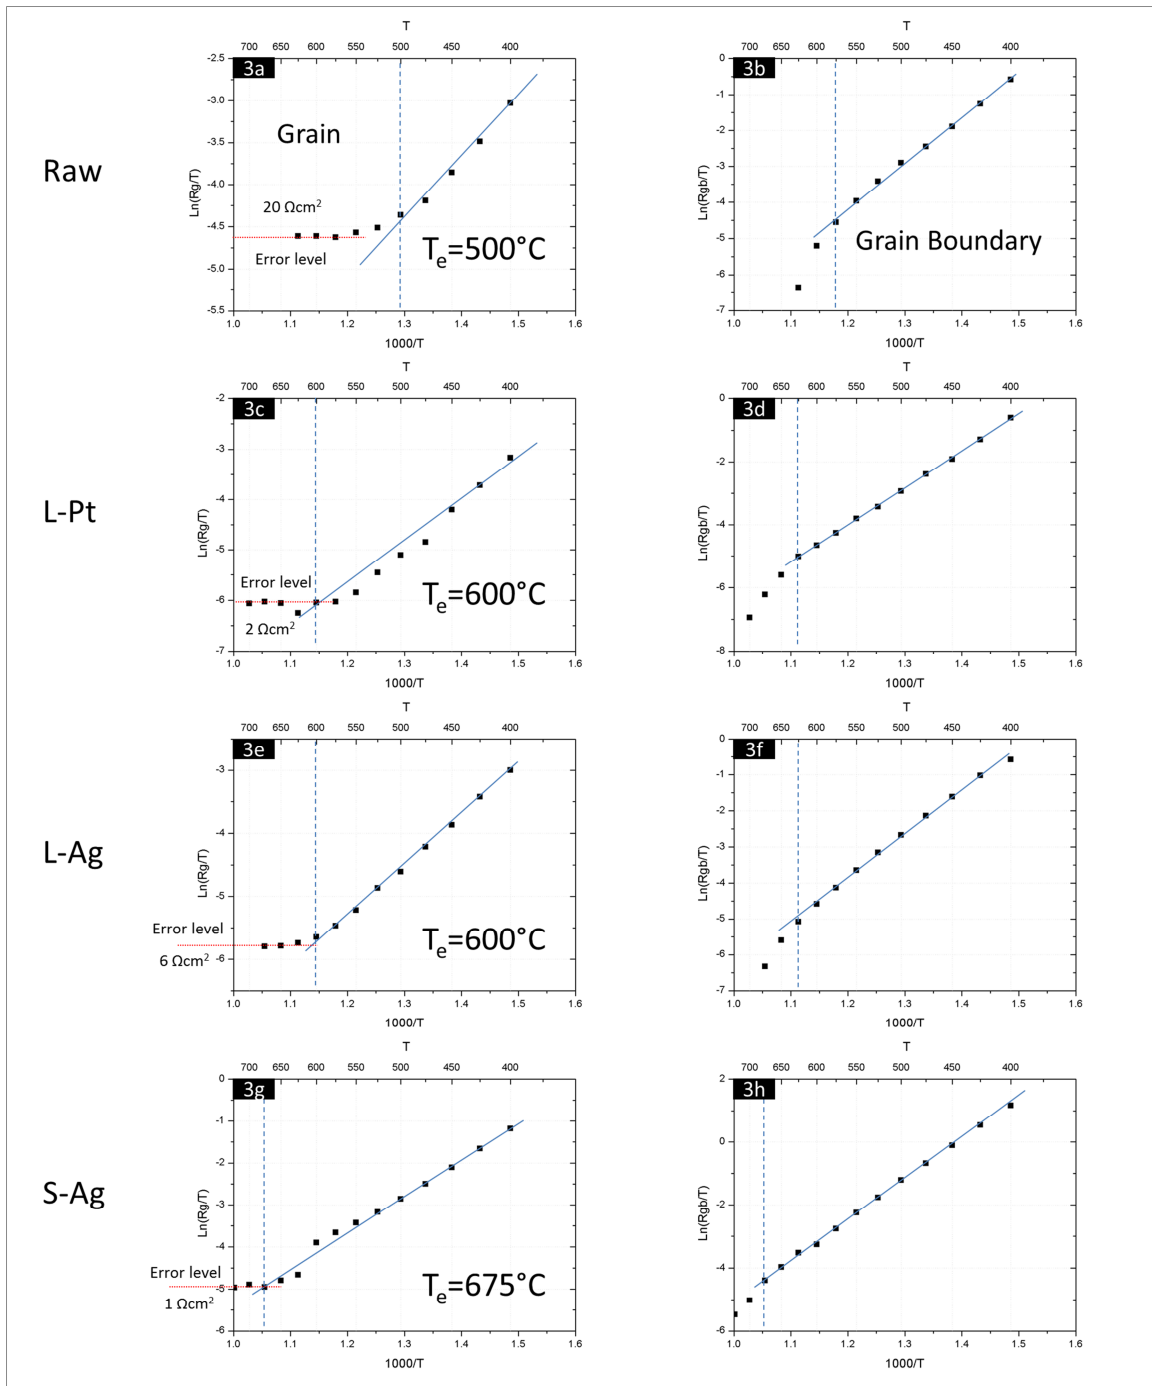 T
T
700 650 600 550 500 450 400
700 650 600 550 500 450 400
Raw
3a
Grain
20 Ωcm²
Error level
Te=500°C
Ln(Rg/T)
-2.5
-3.0
-3.5
-4.0
-4.5
-5.0
-5.5
1.0 1.1 1.2 1.3 1.4 1.5 1.6
1000/T
3b
Grain Boundary
Ln(Rgb/T)
0
-1
-2
-3
-4
-5
-6
-7
1.0 1.1 1.2 1.3 1.4 1.5 1.6
1000/T
T
T
700 650 600 550 500 450 400
700 650 600 550 500 450 400
L-Pt
3c
Error level
2 Ωcm²
Te=600°C
Ln(Rg/T)
-2
-3
-4
-5
-6
-7
1.0 1.1 1.2 1.3 1.4 1.5 1.6
1000/T
3d
Ln(Rgb/T)
0
-2
-4
-6
-8
1.0 1.1 1.2 1.3 1.4 1.5 1.6
1000/T
T
T
700 650 600 550 500 450 400
700 650 600 550 500 450 400
L-Ag
3e
Error level
6 Ωcm²
Te=600°C
Ln(Rg/T)
-3
-4
-5
-6
1.0 1.1 1.2 1.3 1.4 1.5 1.6
1000/T
3f
Ln(Rgb/T)
0
-1
-2
-3
-4
-5
-6
-7
1.0 1.1 1.2 1.3 1.4 1.5 1.6
1000/T
T
T
700 650 600 550 500 450 400
700 650 600 550 500 450 400
S-Ag
3g
Error level
1 Ωcm²
Te=675°C
Ln(Rg/T)
0
-1
-2
-3
-4
-5
-6
1.0 1.1 1.2 1.3 1.4 1.5 1.6
1000/T
3h
Ln(Rgb/T)
2
0
-2
-4
-6
1.0 1.1 1.2 1.3 1.4 1.5 1.6
1000/T